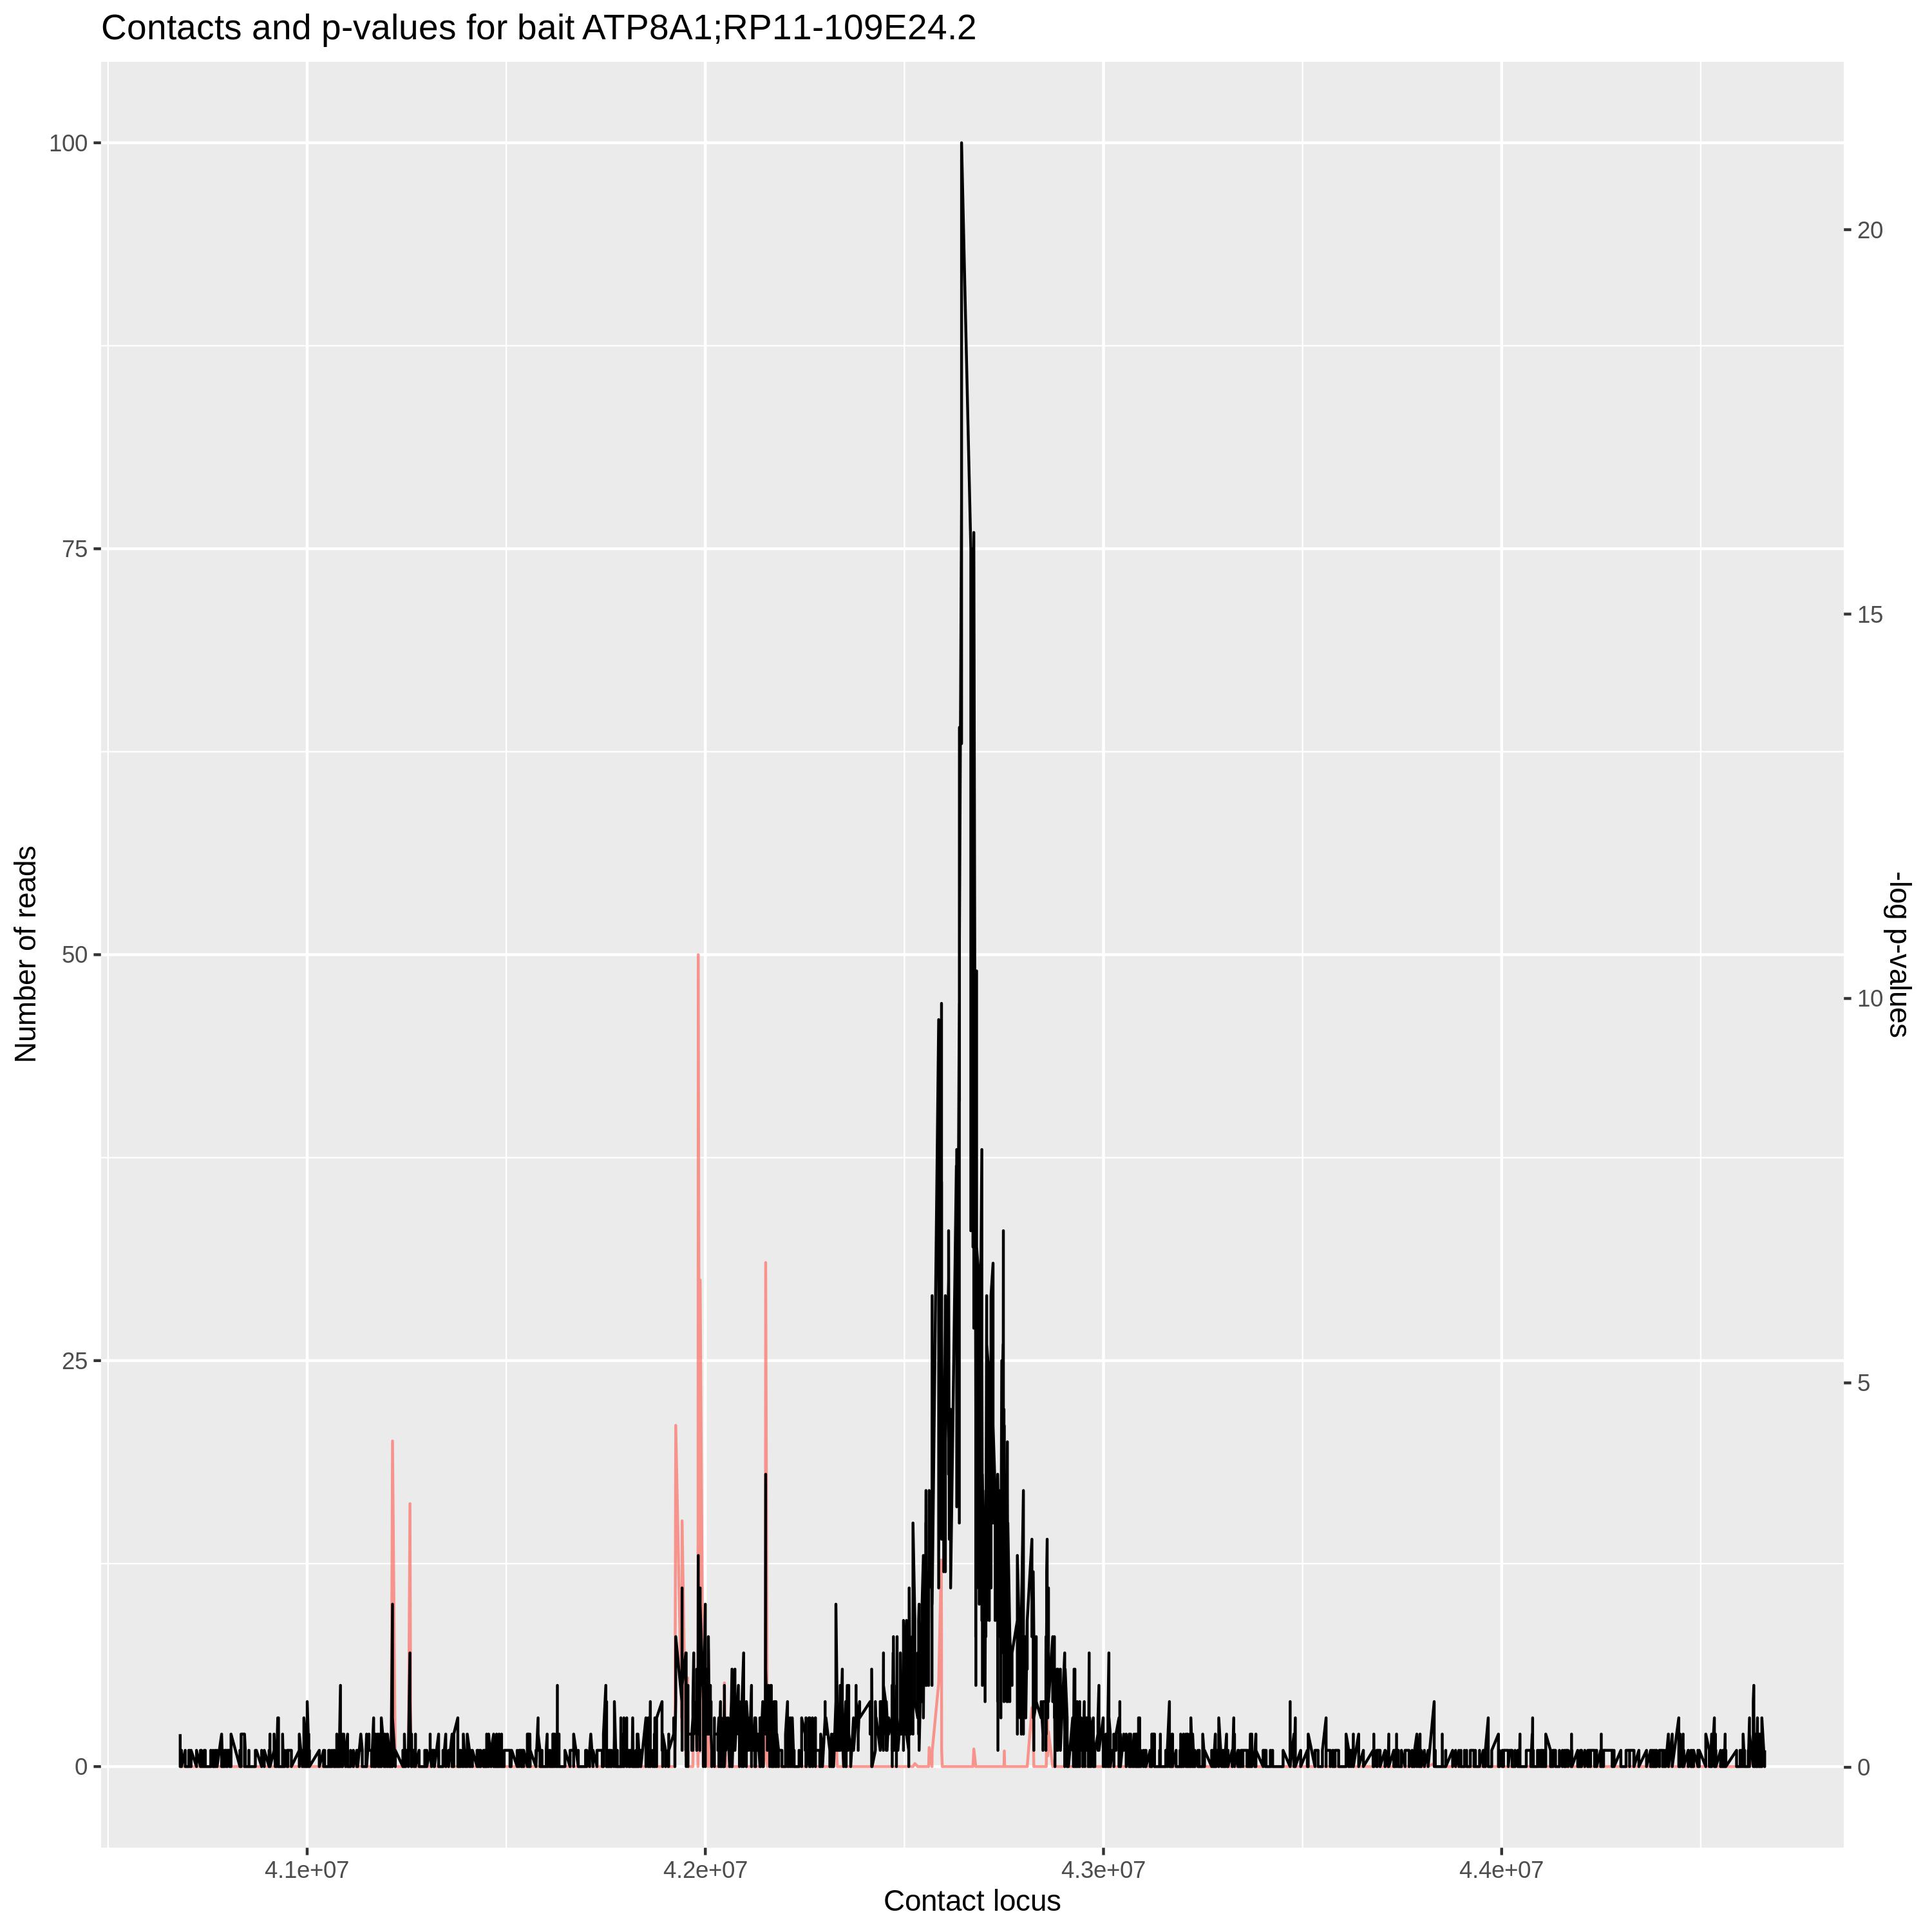 Contacts and p-values for bait ATP8A1;RP11-109E24.2
100
75
50
25
0
Number of reads
20
15
10
5
0
-log p-values
4.1e+07 4.2e+07 4.3e+07 4.4e+07
Contact locus